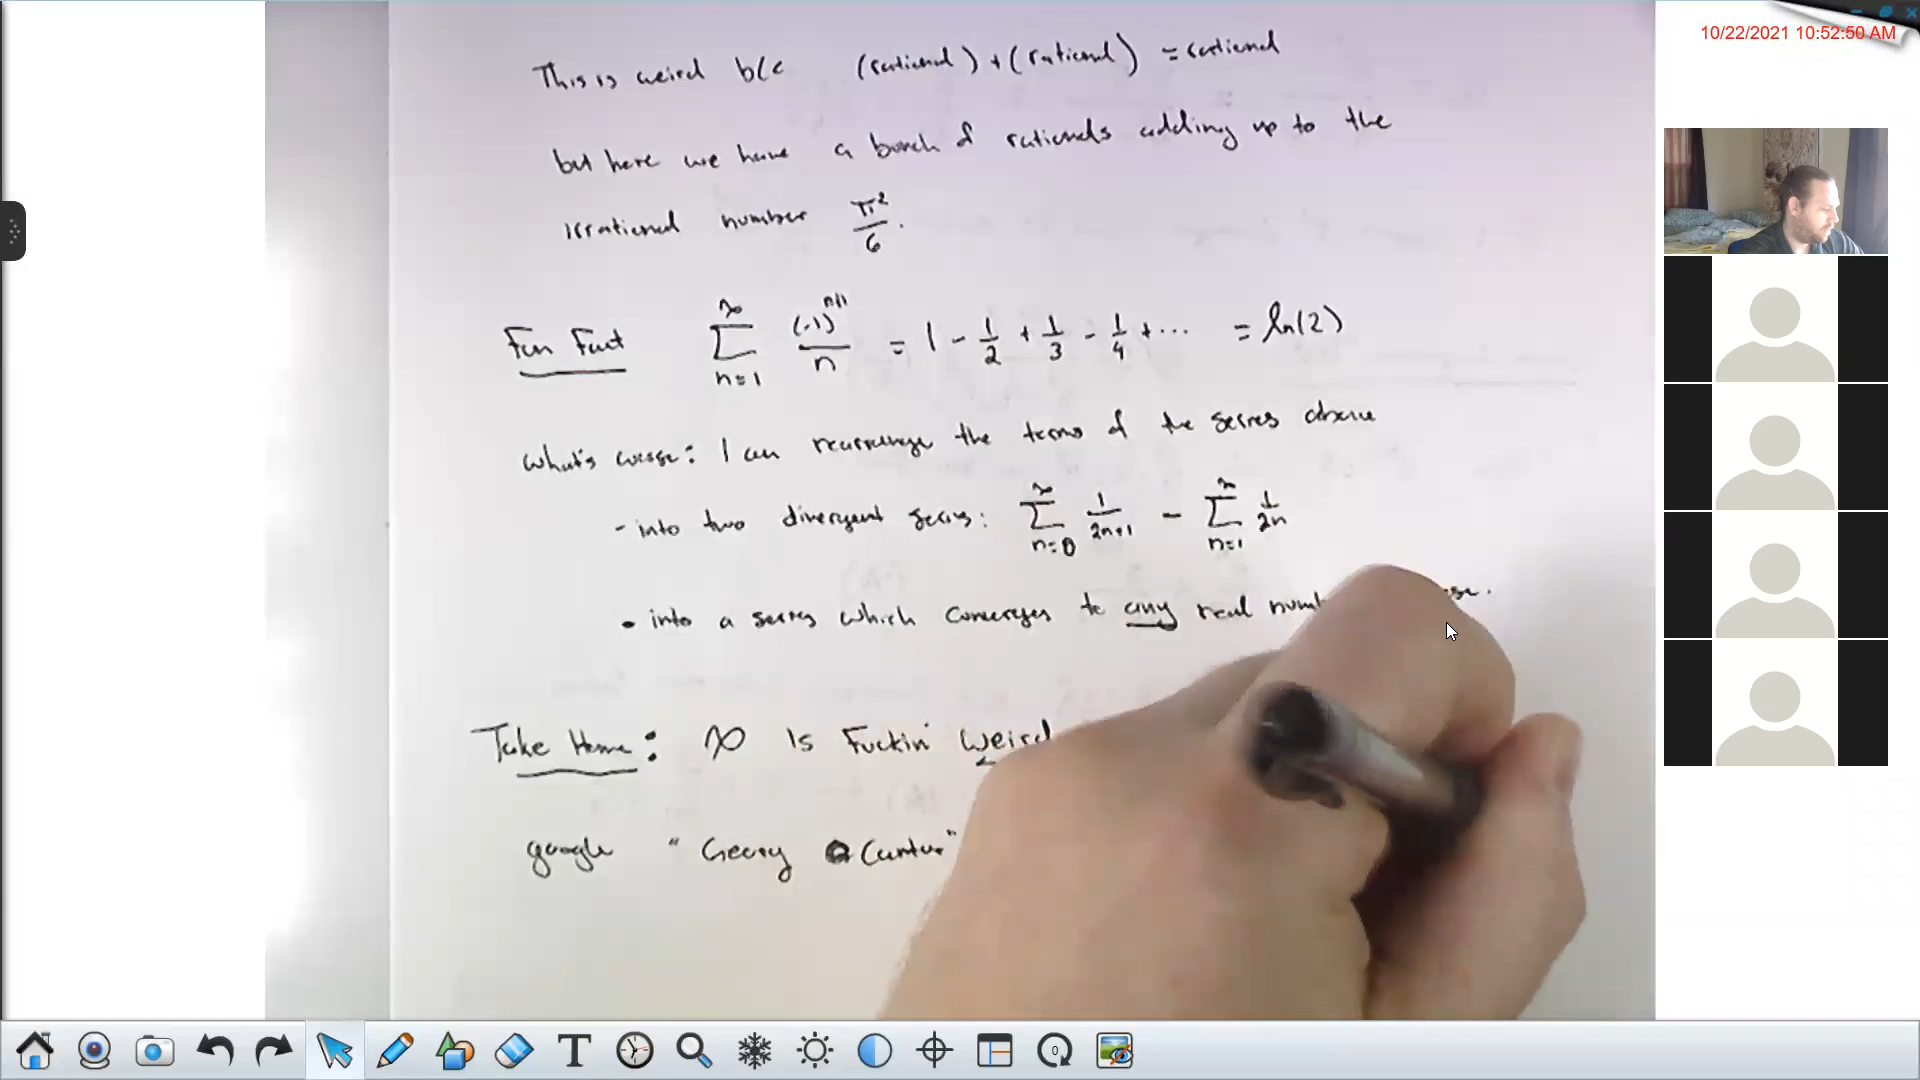 10/22/2021 10:52:50 AM
This is weird b/c (rational) + (rational) = rational
but here we have a bunch of rationals adding up to the
irrational number π²/6.
Fun Fact ∑_{n=1}^{∞} (-1)^{n+1}/n = 1 - 1/2 + 1/3 - 1/4 + ... = ln(2)
What's worse: I can rearrange the terms of the series above
- into two divergent series: ∑_{n=0}^{∞} 1/(2n+1) - ∑_{n=1}^{∞} 1/(2n)
• into a series which converges to any real
Take Home: ∞ Is Fuckin' Weird
google "Georg Cantor"
T
0